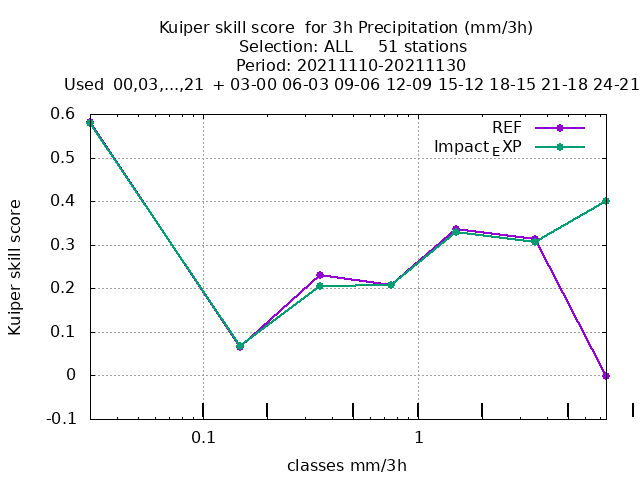 Kuiper skill score  for 3h Precipitation (mm/3h)
Selection: ALL     51 stations
Period: 20211110-20211130
Used  00,03,...,21  + 03-00 06-03 09-06 12-09 15-12 18-15 21-18 24-21
REF
Impact_EXP
0.6
0.5
0.4
0.3
0.2
0.1
0
-0.1
Kuiper skill score
0.1 1
classes mm/3h